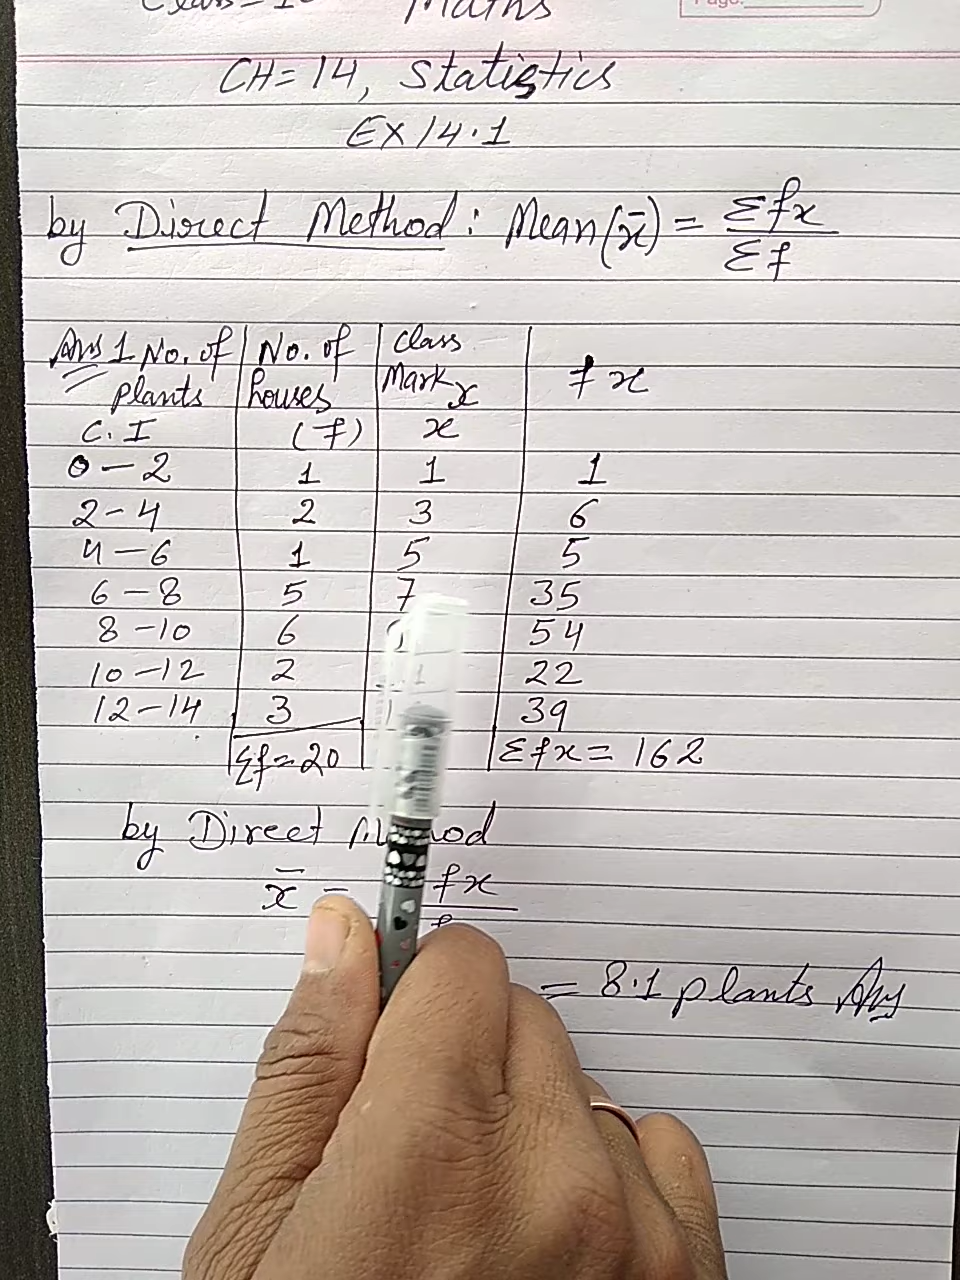 Maths
Page:
CH=14, Statistics
EX 14.1
by Direct Method: Mean(x̄) = Σfx / Σf
Ans 1 No. of plants C.I | No. of houses (f) | Class Mark x x | fx
0-2 1 1 1
2-4 2 3 6
4-6 1 5 5
6-8 5 7 35
8-10 6 54
10-12 2 22
12-14 3 39
Σf=20 Σfx = 162
by Direct
x̄ = fx
= 8.1 plants Ans